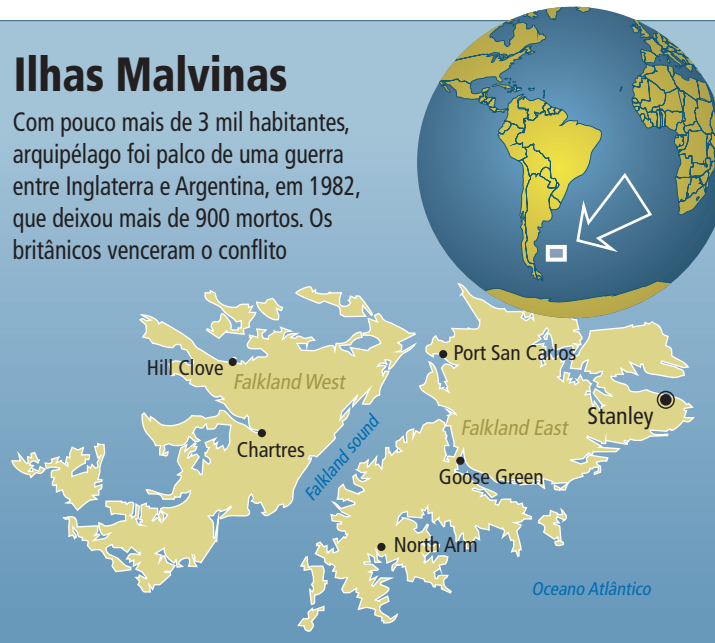 Ilhas Malvinas
Com pouco mais de 3 mil habitantes,
arquipélago foi palco de uma guerra
entre Inglaterra e Argentina, em 1982,
que deixou mais de 900 mortos. Os
britânicos venceram o conflito
Hill Clove
Falkland West
Chartres
Falkland sound
Port San Carlos
Falkland East
Stanley
Goose Green
North Arm
Oceano Atlântico